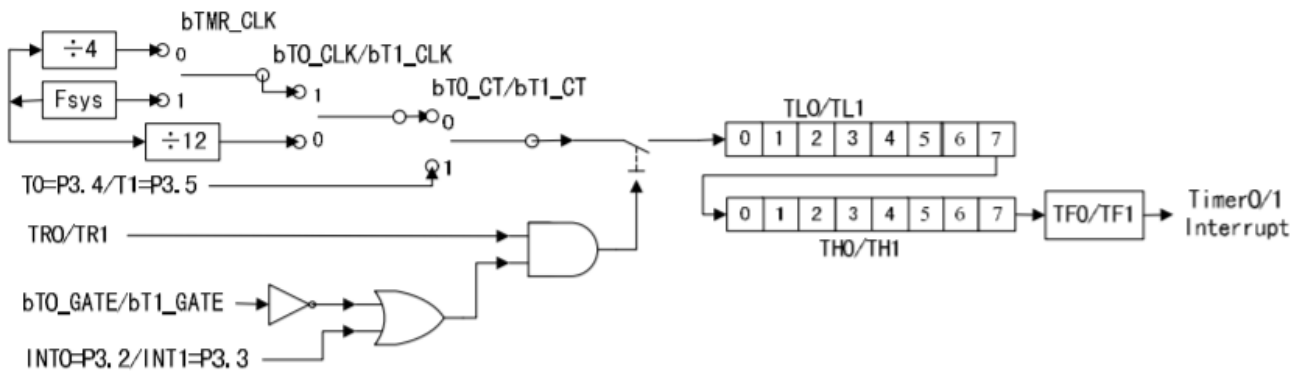 bTMR_CLK
÷4
0
bT0_CLK/bT1_CLK
Fsys
1
1
bT0_CT/bT1_CT
0
÷12
0
TL0/TL1
0 1 2 3 4 5 6 7
1
T0=P3.4/T1=P3.5
0 1 2 3 4 5 6 7
TF0/TF1
Timer0/1
Interrupt
TR0/TR1
TH0/TH1
bT0_GATE/bT1_GATE
INT0=P3.2/INT1=P3.3